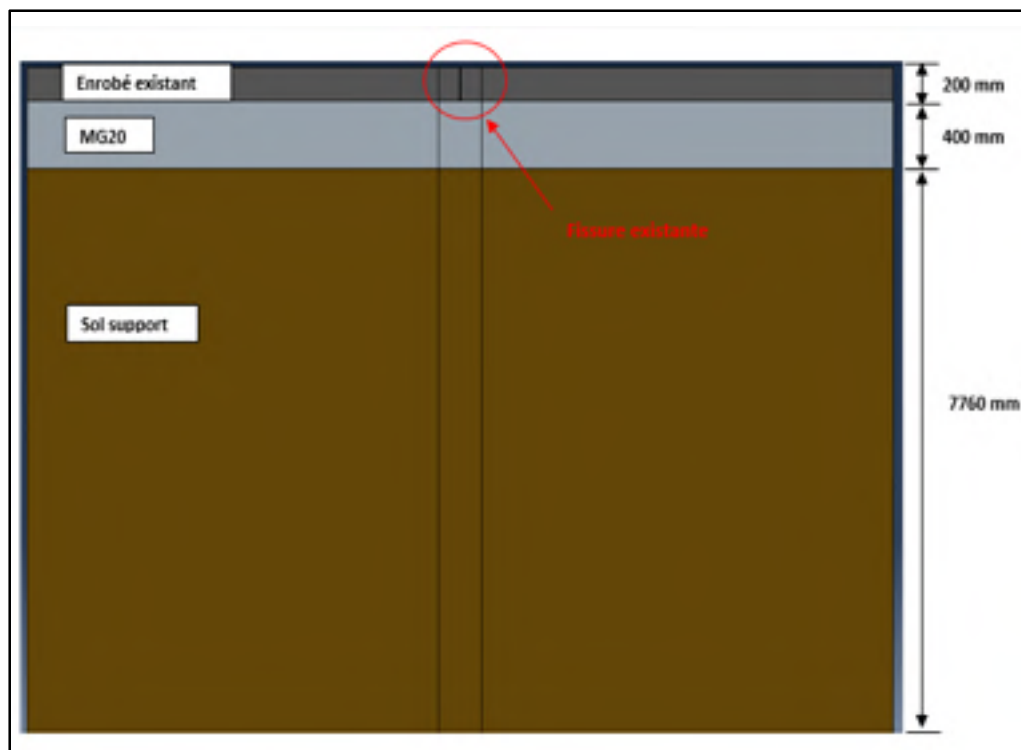 Enrobé existant
200 mm
MG20
400 mm
Fissure existante
Sol support
7760 mm